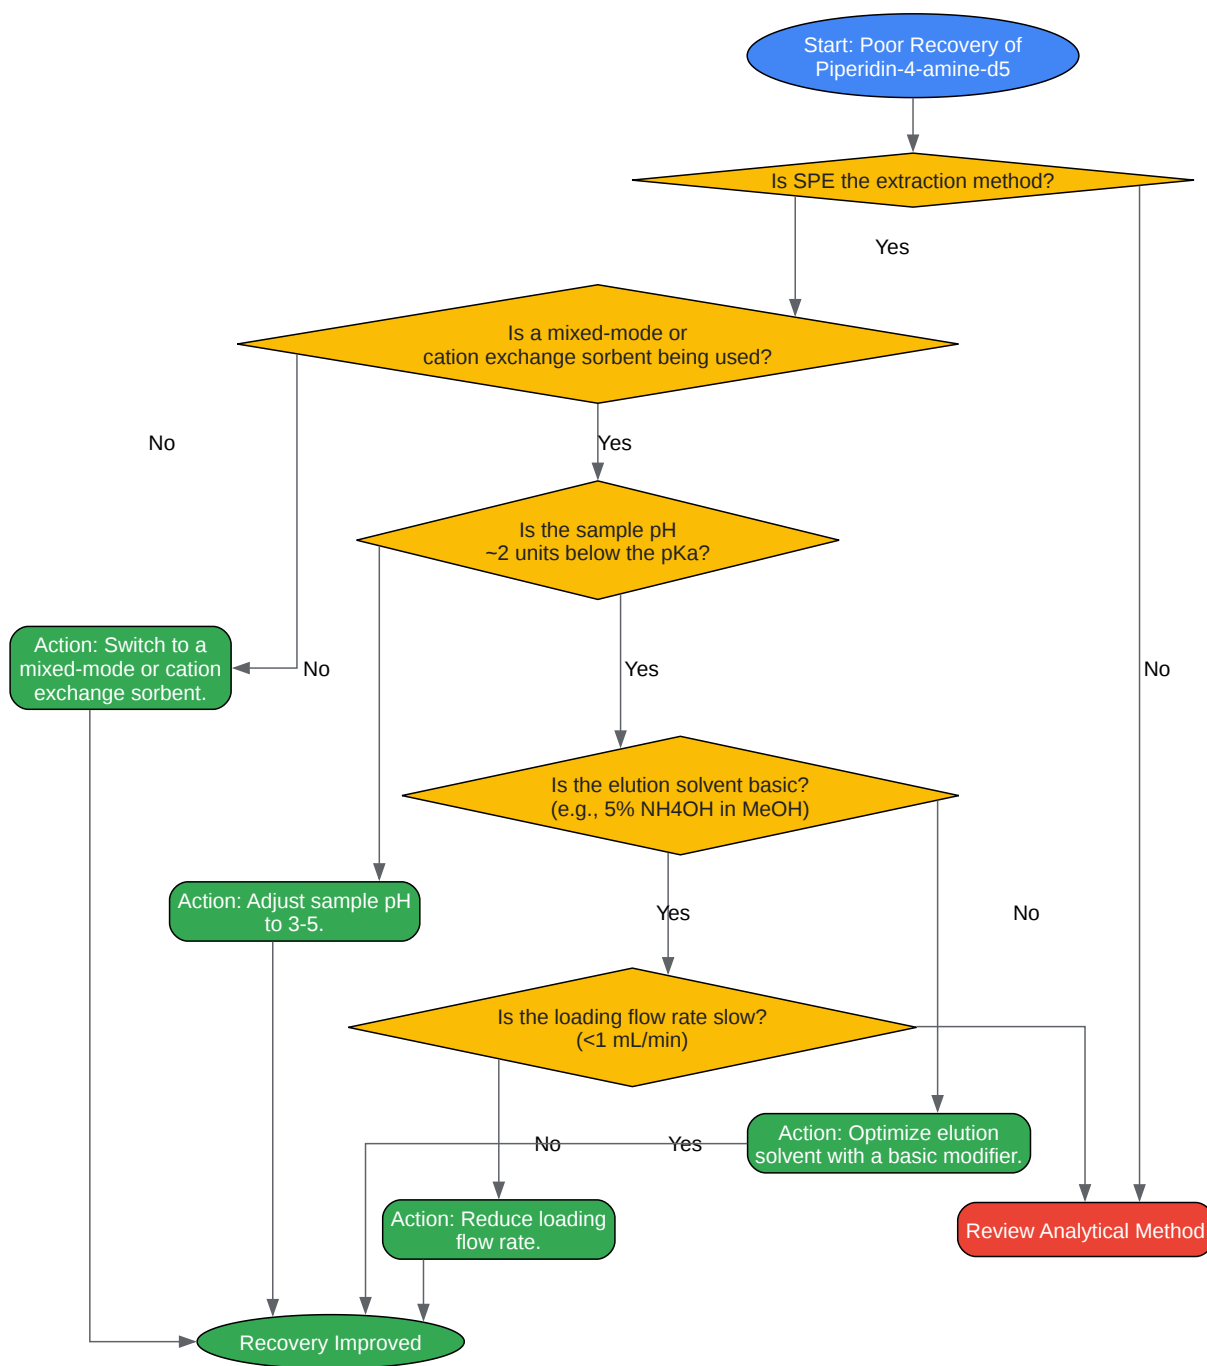 Start: Poor Recovery of
Piperidin-4-amine-d5
Is SPE the extraction method?
Yes
Is a mixed-mode or
cation exchange sorbent being used?
No
Yes
Is the sample pH
~2 units below the pKa?
Action: Switch to a
mixed-mode or cation
exchange sorbent.
No
Yes
No
Is the elution solvent basic?
(e.g., 5% NH4OH in MeOH)
Action: Adjust sample pH
to 3-5.
Yes
No
Is the loading flow rate slow?
(<1 mL/min)
No
Yes
Action: Optimize elution
solvent with a basic modifier.
Action: Reduce loading
flow rate.
Review Analytical Method
Recovery Improved